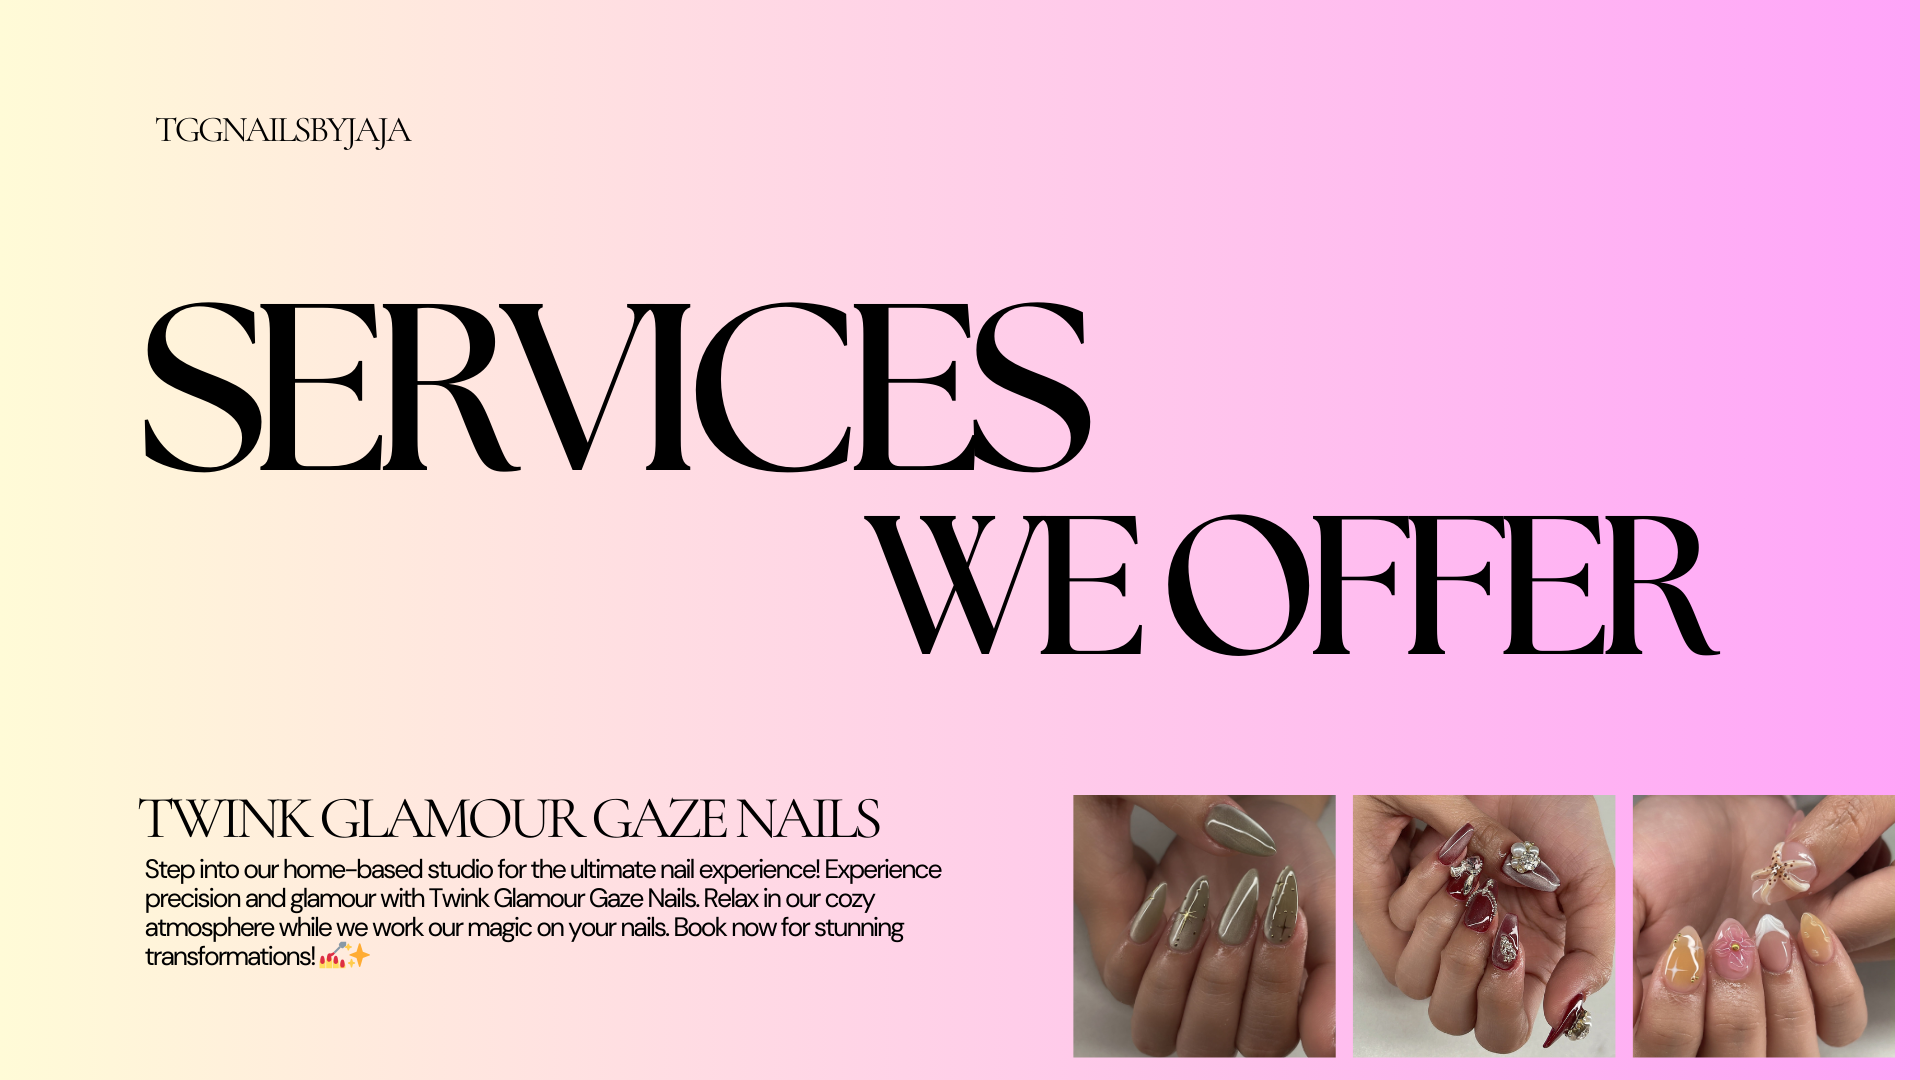 TGGNAILSBYJAJA
SERVICES
WE OFFER
TWINK GLAMOUR GAZE NAILS
Step into our home-based studio for the ultimate nail experience! Experience
precision and glamour with Twink Glamour Gaze Nails. Relax in our cozy
atmosphere while we work our magic on your nails. Book now for stunning
transformations! 💅✨